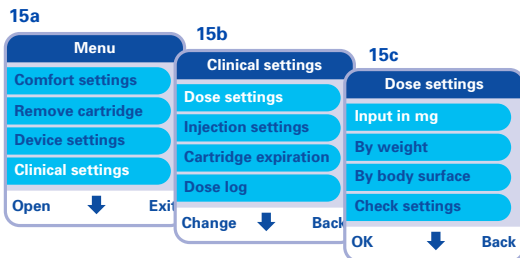 15a
Menu
Comfort settings
Remove cartridge
Device settings
Clinical settings
Open Exit
15b
Clinical settings
Dose settings
Injection settings
Cartridge expiration
Dose log
Change Back
15c
Dose settings
Input in mg
By weight
By body surface
Check settings
OK Back